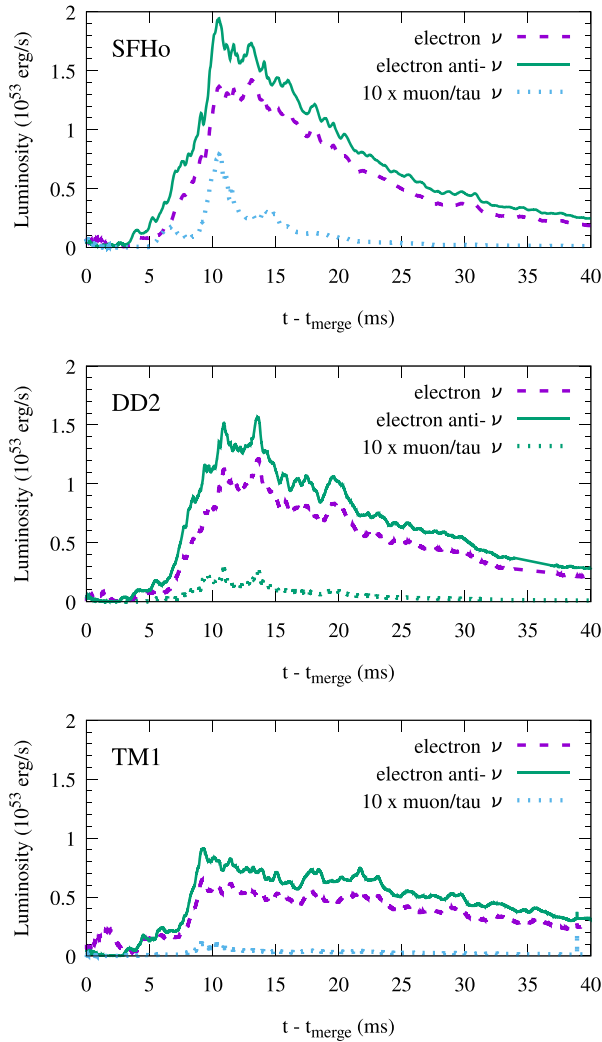 SFHo
electron ν
electron anti- ν
10 x muon/tau ν
Luminosity (10^53 erg/s)
2
1.5
1
0.5
0
0 5 10 15 20 25 30 35 40
t - t_merge (ms)
DD2
electron ν
electron anti- ν
10 x muon/tau ν
Luminosity (10^53 erg/s)
2
1.5
1
0.5
0
0 5 10 15 20 25 30 35 40
t - t_merge (ms)
TM1
electron ν
electron anti- ν
10 x muon/tau ν
Luminosity (10^53 erg/s)
2
1.5
1
0.5
0
0 5 10 15 20 25 30 35 40
t - t_merge (ms)